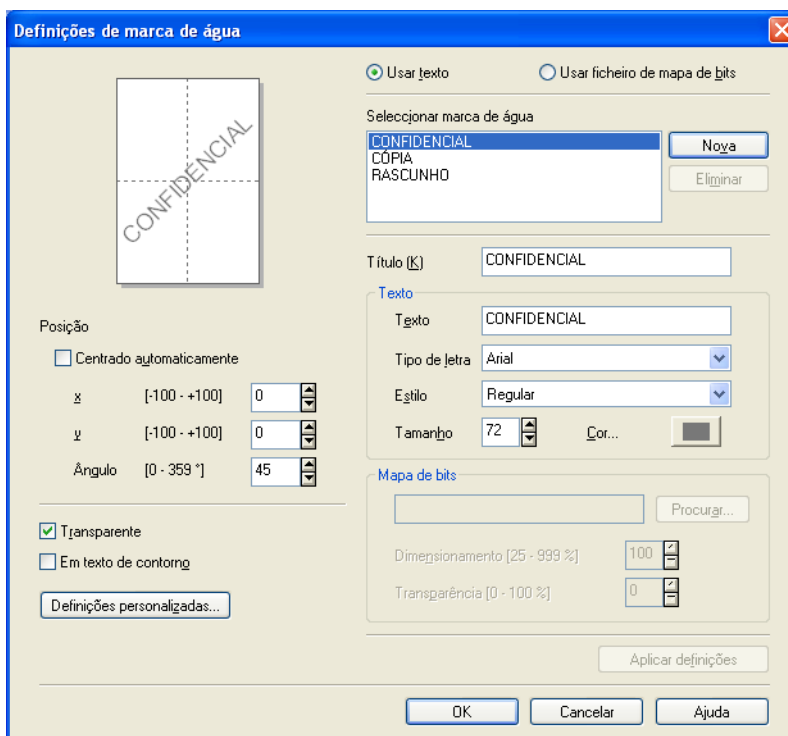 Definições de marca de água
CONFIDENCIAL
Usar texto
Usar ficheiro de mapa de bits
Seleccionar marca de água
CONFIDENCIAL
CÓPIA
RASCUNHO
Nova
Eliminar
Título (K)
CONFIDENCIAL
Texto
Texto
CONFIDENCIAL
Tipo de letra
Arial
Estilo
Regular
Tamanho
72
Cor...
Posição
Centrado automaticamente
x [-100 - +100] 0
y [-100 - +100] 0
Ângulo [0 - 359 °] 45
Transparente
Em texto de contorno
Definições personalizadas...
Mapa de bits
Procurar...
Dimensionamento [25 - 999 %] 100
Transparência [0 - 100 %] 0
Aplicar definições
OK
Cancelar
Ajuda